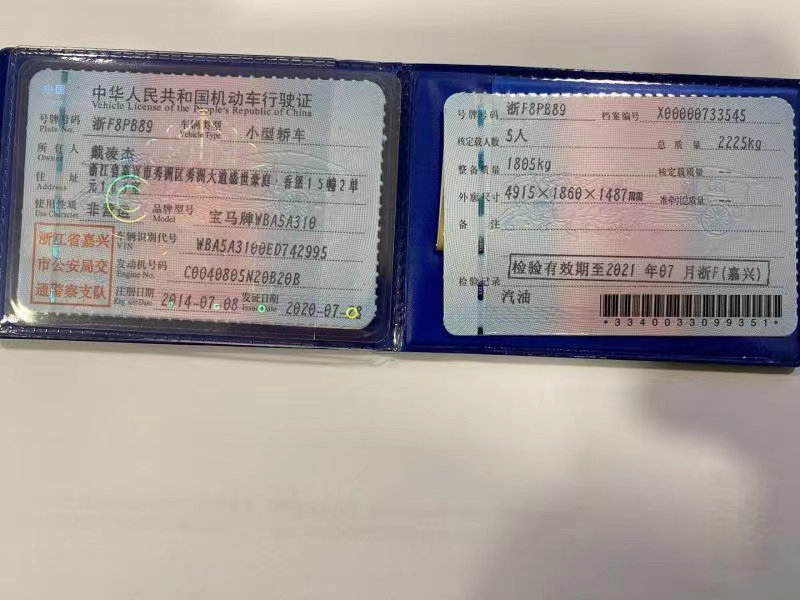 中国
中华人民共和国机动车行驶证
Vehicle License of the People's Republic of China
号牌号码 Plate No. 浙F8PB89 车辆类型 Vehicle Type 小型轿车
所有人 Owner 戴凌杰
住址 Address 浙江省嘉兴市秀洲区秀洲大道盛世豪庭·香堡15幢2单
元1
使用性质 Use Character 非 品牌型号 Model 宝马牌WBA5A310
浙江省嘉兴
市公安局交
通警察支队
车辆识别代号 VIN WBA5A3100ED742995
发动机号码 Engine No. C0040805N20B20B
注册日期 Register Date 2014-07-08 发证日期 Issue Date 2020-07-
号牌号码 浙F8PB89 档案编号 X00000733545
核定载人数 5人 总质量 2225kg
整备质量 1805kg 核定载质量 --
外廓尺寸 4915×1860×1487mm 准牵引总质量 --
备注
检验有效期至2021 年07 月浙F(嘉兴)
检验记录
汽油
*3340033099351*